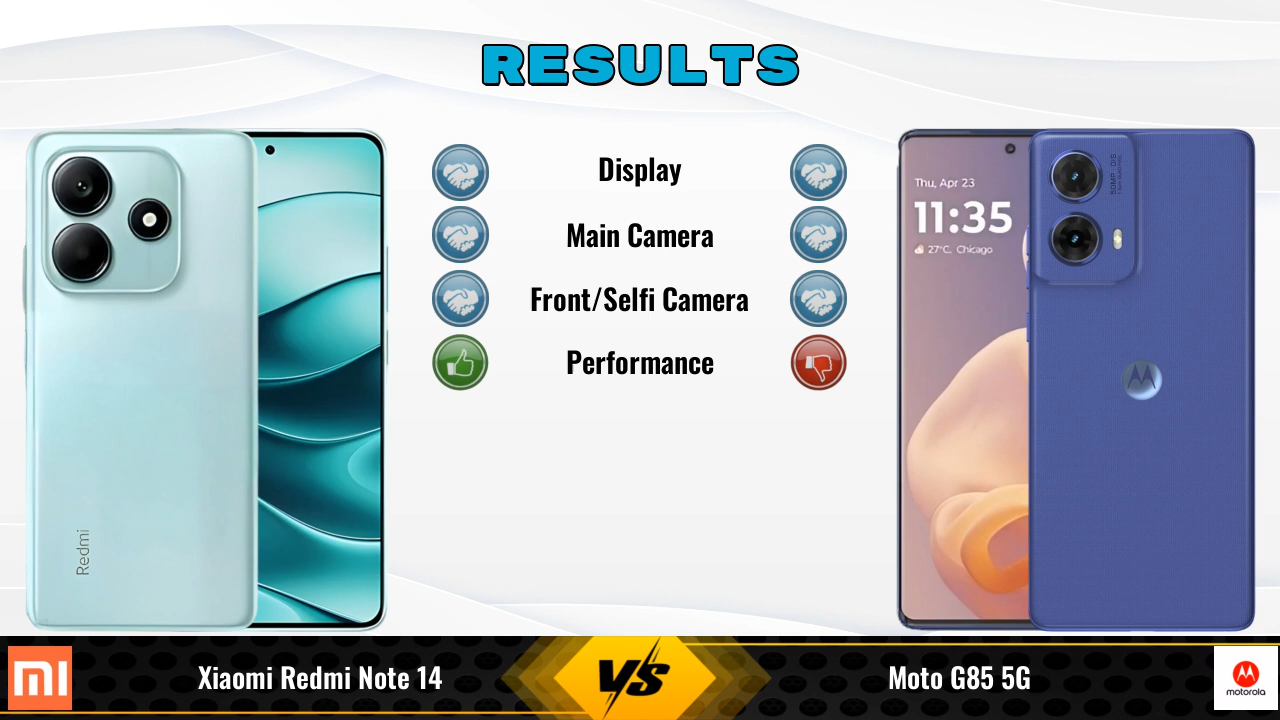 RESULTS
Display
Main Camera
Front/Selfi Camera
Performance
Thu, Apr 23
11:35
27°C, Chicago
50MP OIS
Redmi
Xiaomi Redmi Note 14
VS
Moto G85 5G
motorola